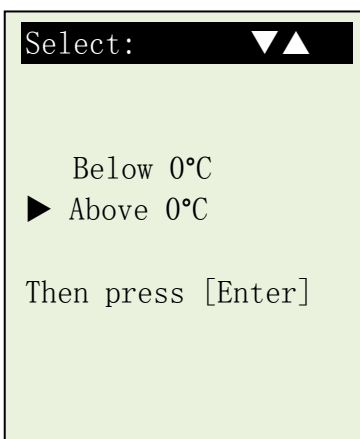 Select: ▼▲
Below 0°C
▶ Above 0°C
Then press [Enter]